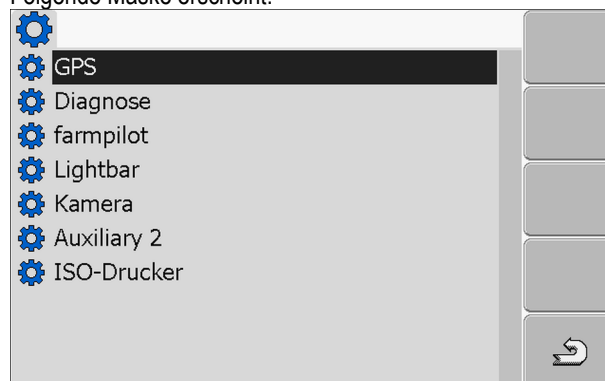 Folgende Maske erscheint:
GPS
Diagnose
farmpilot
Lightbar
Kamera
Auxiliary 2
ISO-Drucker